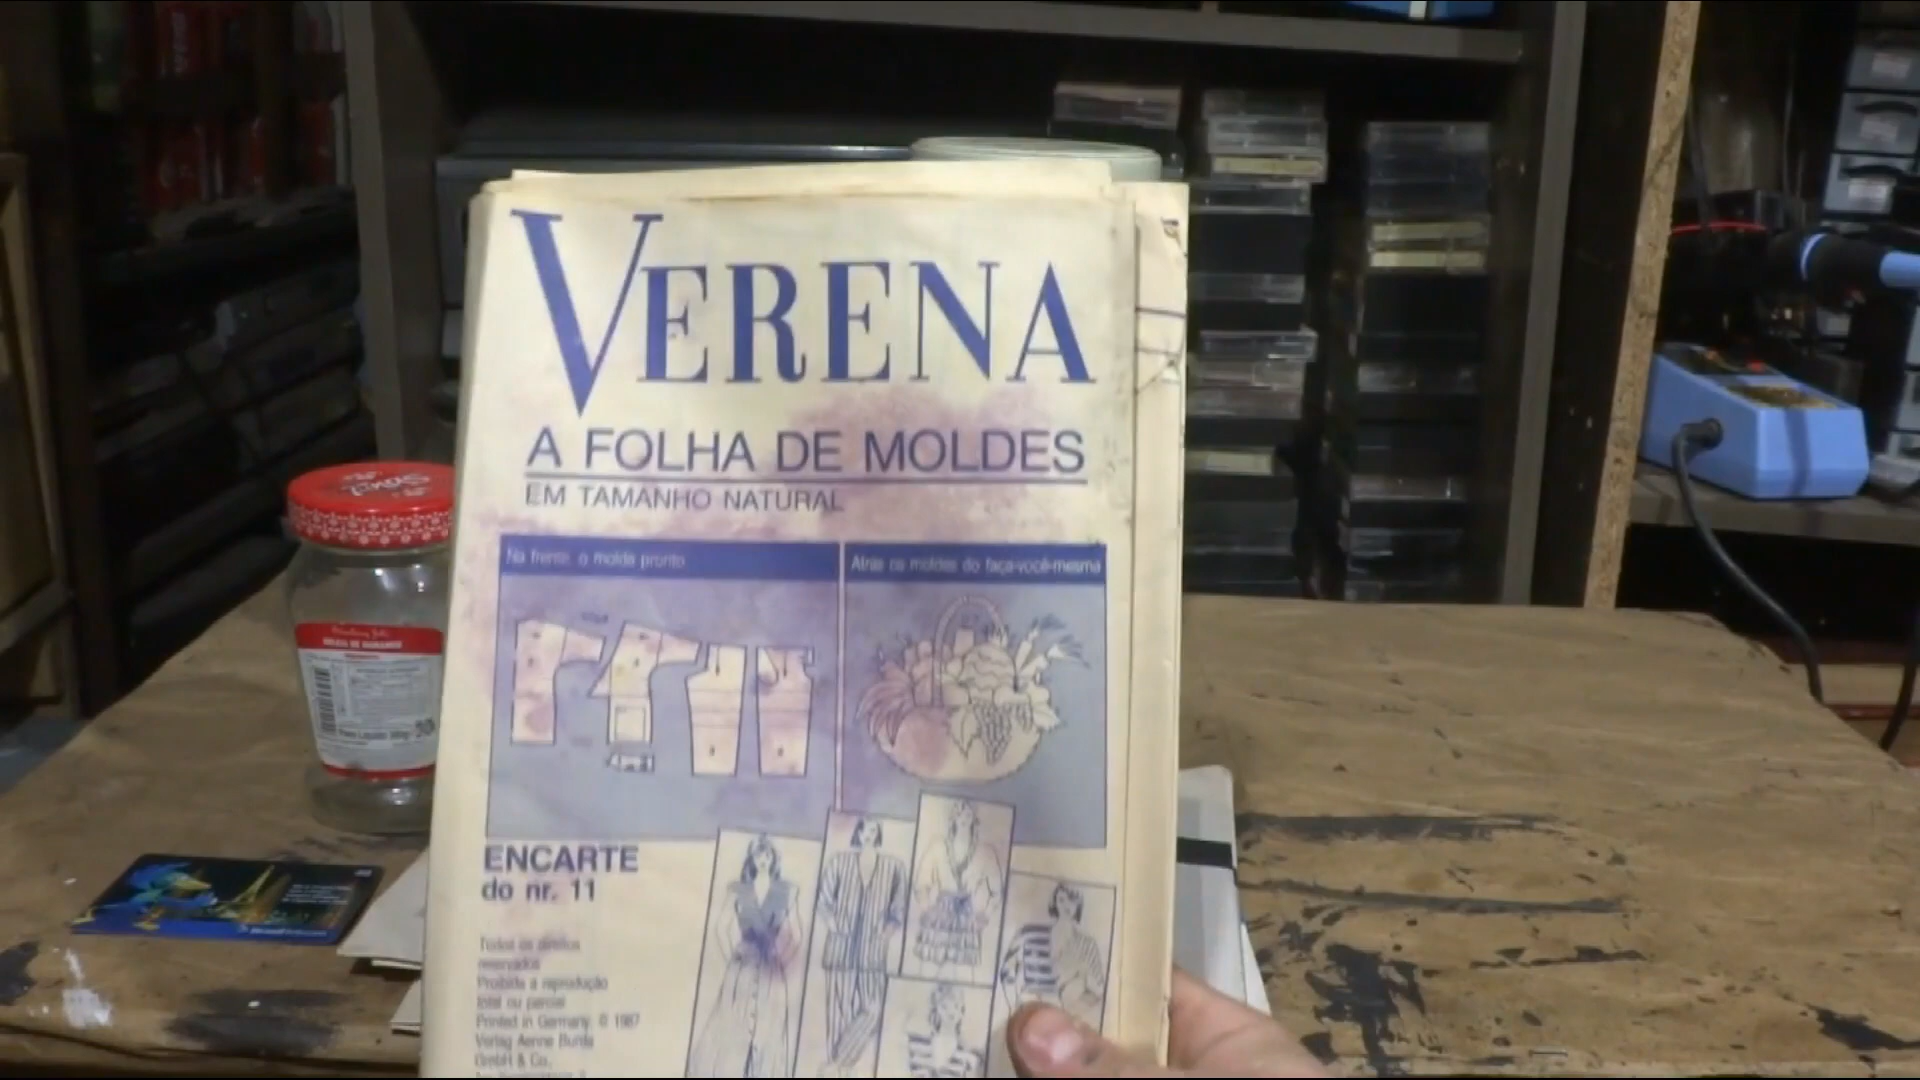 VERENA
A FOLHA DE MOLDES
EM TAMANHO NATURAL
Na frente: o molde pronto
Atrás os moldes do faça-você-mesma
ENCARTE
do nr. 11
Todos os direitos
reservados
Proibida a reprodução
total ou parcial
Printed in Germany. © 1987
Verlag Aenne Burda
GmbH & Co.